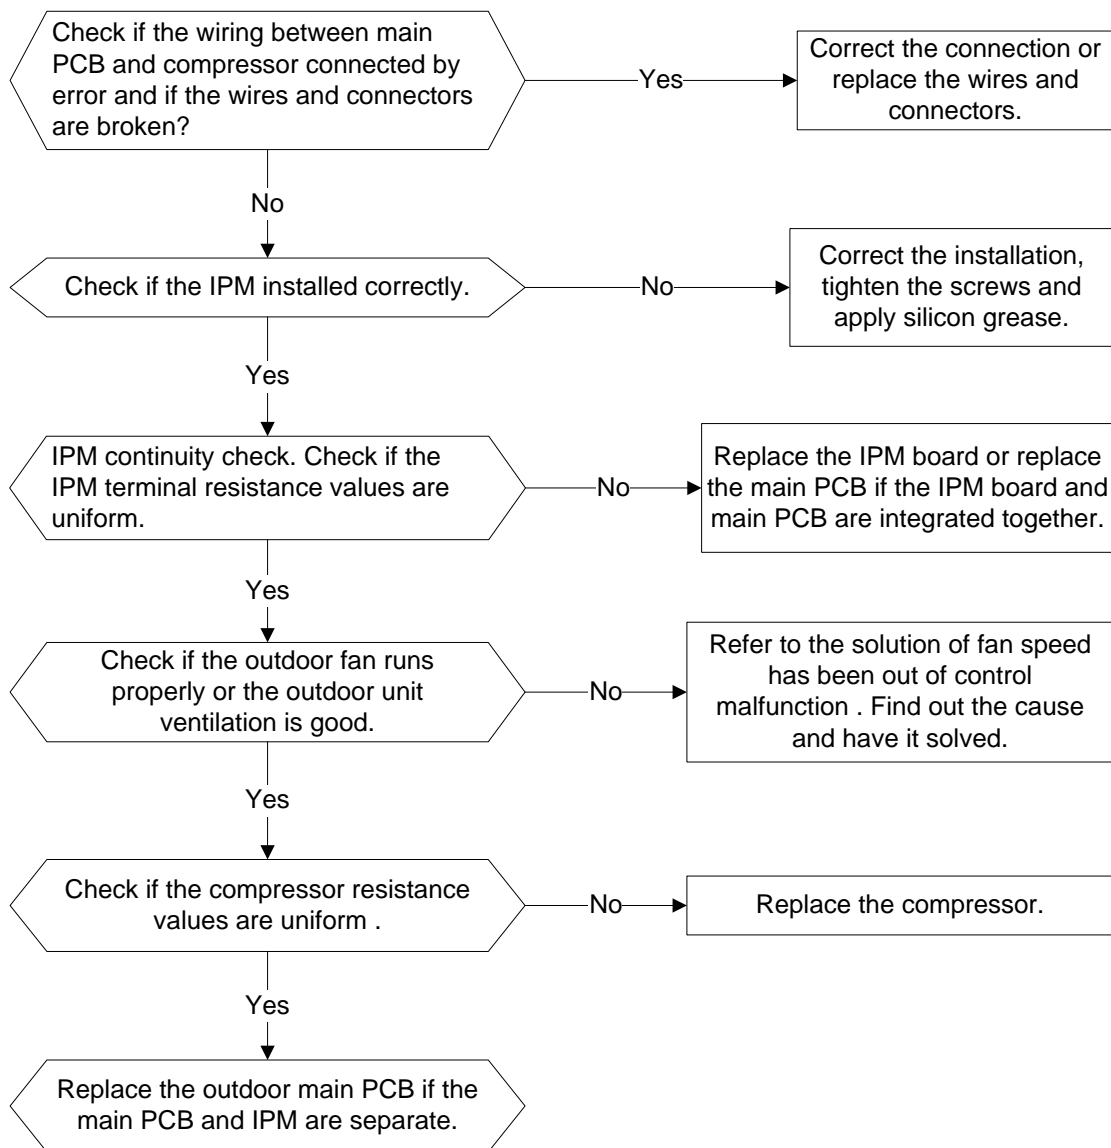 Check if the wiring between main
PCB and compressor connected by
error and if the wires and connectors
are broken?
Yes
Correct the connection or
replace the wires and
connectors.
No
Check if the IPM installed correctly.
No
Correct the installation,
tighten the screws and
apply silicon grease.
Yes
IPM continuity check. Check if the
IPM terminal resistance values are
uniform.
No
Replace the IPM board or replace
the main PCB if the IPM board and
main PCB are integrated together.
Yes
Check if the outdoor fan runs
properly or the outdoor unit
ventilation is good.
No
Refer to the solution of fan speed
has been out of control
malfunction . Find out the cause
and have it solved.
Yes
Check if the compressor resistance
values are uniform .
No
Replace the compressor.
Yes
Replace the outdoor main PCB if the
main PCB and IPM are separate.